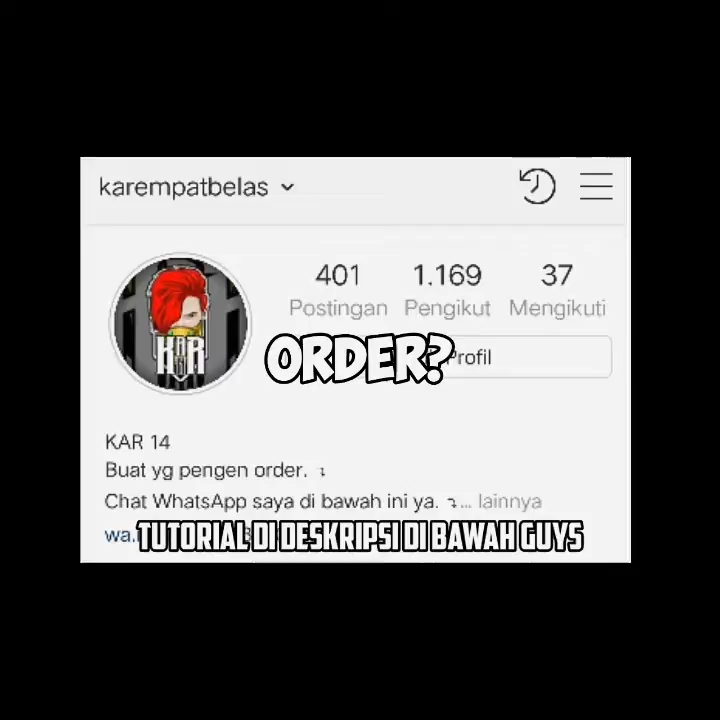 karempatbelas
401 1.169 37
Postingan Pengikut Mengikuti
ORDER?
Profil
KAR
KAR 14
Buat yg pengen order.
Chat WhatsApp saya di bawah ini ya. ... lainnya
TUTORIAL DI DESKRIPSI DI BAWAH GUYS